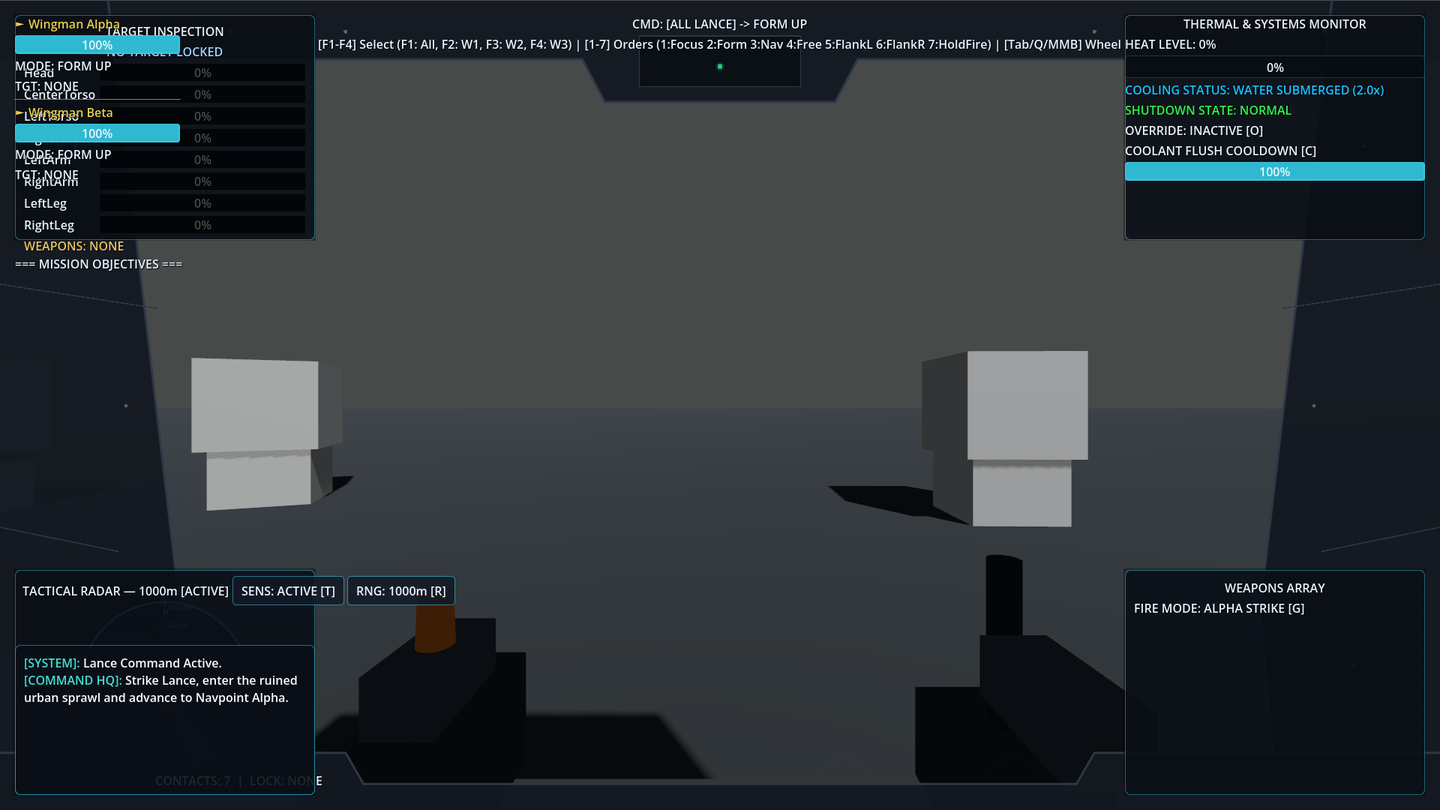 ► Wingman Alpha
TARGET INSPECTION
100%
NO TARGET LOCKED
MODE: FORM UP
Head 0%
TGT: NONE
CenterTorso 0%
► Wingman Beta
LeftTorso 0%
100%
0%
MODE: FORM UP
LeftArm 0%
TGT: NONE
RightArm 0%
LeftLeg 0%
RightLeg 0%
WEAPONS: NONE
=== MISSION OBJECTIVES ===
CMD: [ALL LANCE] -> FORM UP
[F1-F4] Select (F1: All, F2: W1, F3: W2, F4: W3) | [1-7] Orders (1:Focus 2:Form 3:Nav 4:Free 5:FlankL 6:FlankR 7:HoldFire) | [Tab/Q/MMB] Wheel
THERMAL & SYSTEMS MONITOR
HEAT LEVEL: 0%
0%
COOLING STATUS: WATER SUBMERGED (2.0x)
SHUTDOWN STATE: NORMAL
OVERRIDE: INACTIVE [O]
COOLANT FLUSH COOLDOWN [C]
100%
TACTICAL RADAR — 1000m [ACTIVE] SENS: ACTIVE [T] RNG: 1000m [R]
[SYSTEM]: Lance Command Active.
[COMMAND HQ]: Strike Lance, enter the ruined
urban sprawl and advance to Navpoint Alpha.
CONTACTS: 7 | LOCK: NONE
WEAPONS ARRAY
FIRE MODE: ALPHA STRIKE [G]